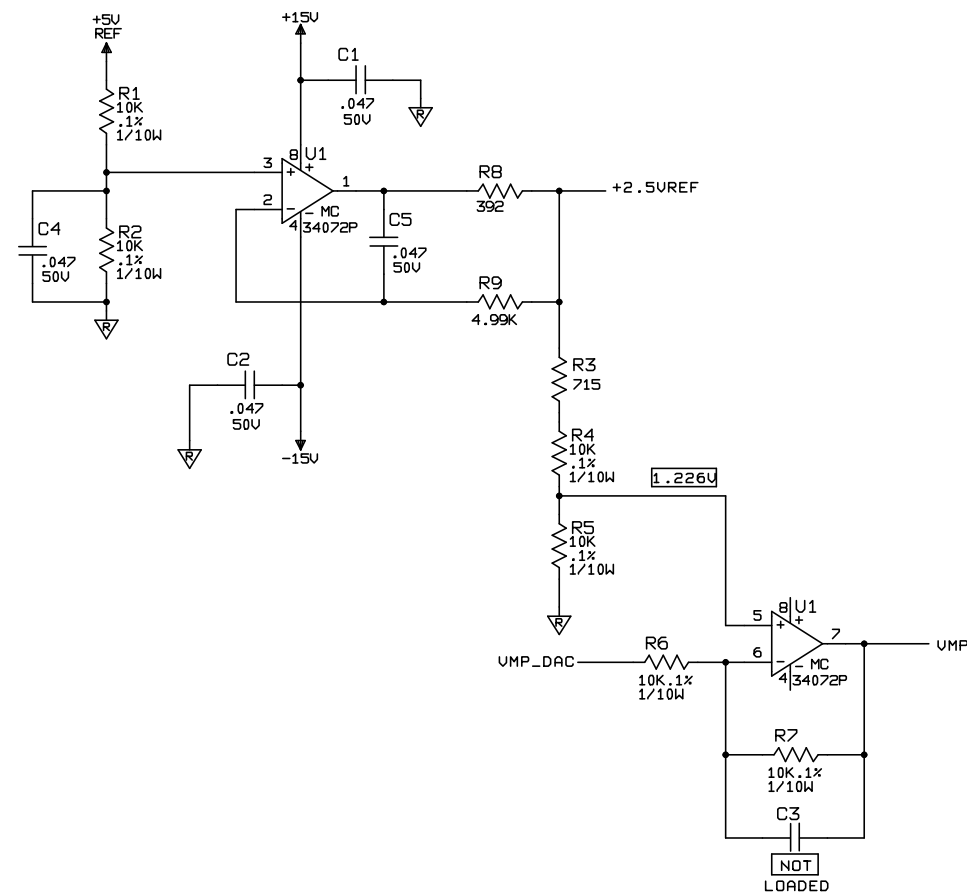 +5V
REF
+15V
C1
.047
50V
R
R1
10K
.1%
1/10W
3
8
U1
+
+
1
2
-
4
- MC
34072P
R8
392
+2.5VREF
C4
.047
50V
R2
10K
.1%
1/10W
R
C5
.047
50V
R9
4.99K
C2
.047
50V
R
-15V
R3
715
R4
10K
.1%
1/10W
1.226V
R5
10K
.1%
1/10W
R
5
8
U1
+
+
7
6
-
4
- MC
34072P
VMP
VMP_DAC
R6
10K.1%
1/10W
R7
10K.1%
1/10W
C3
NOT
LOADED